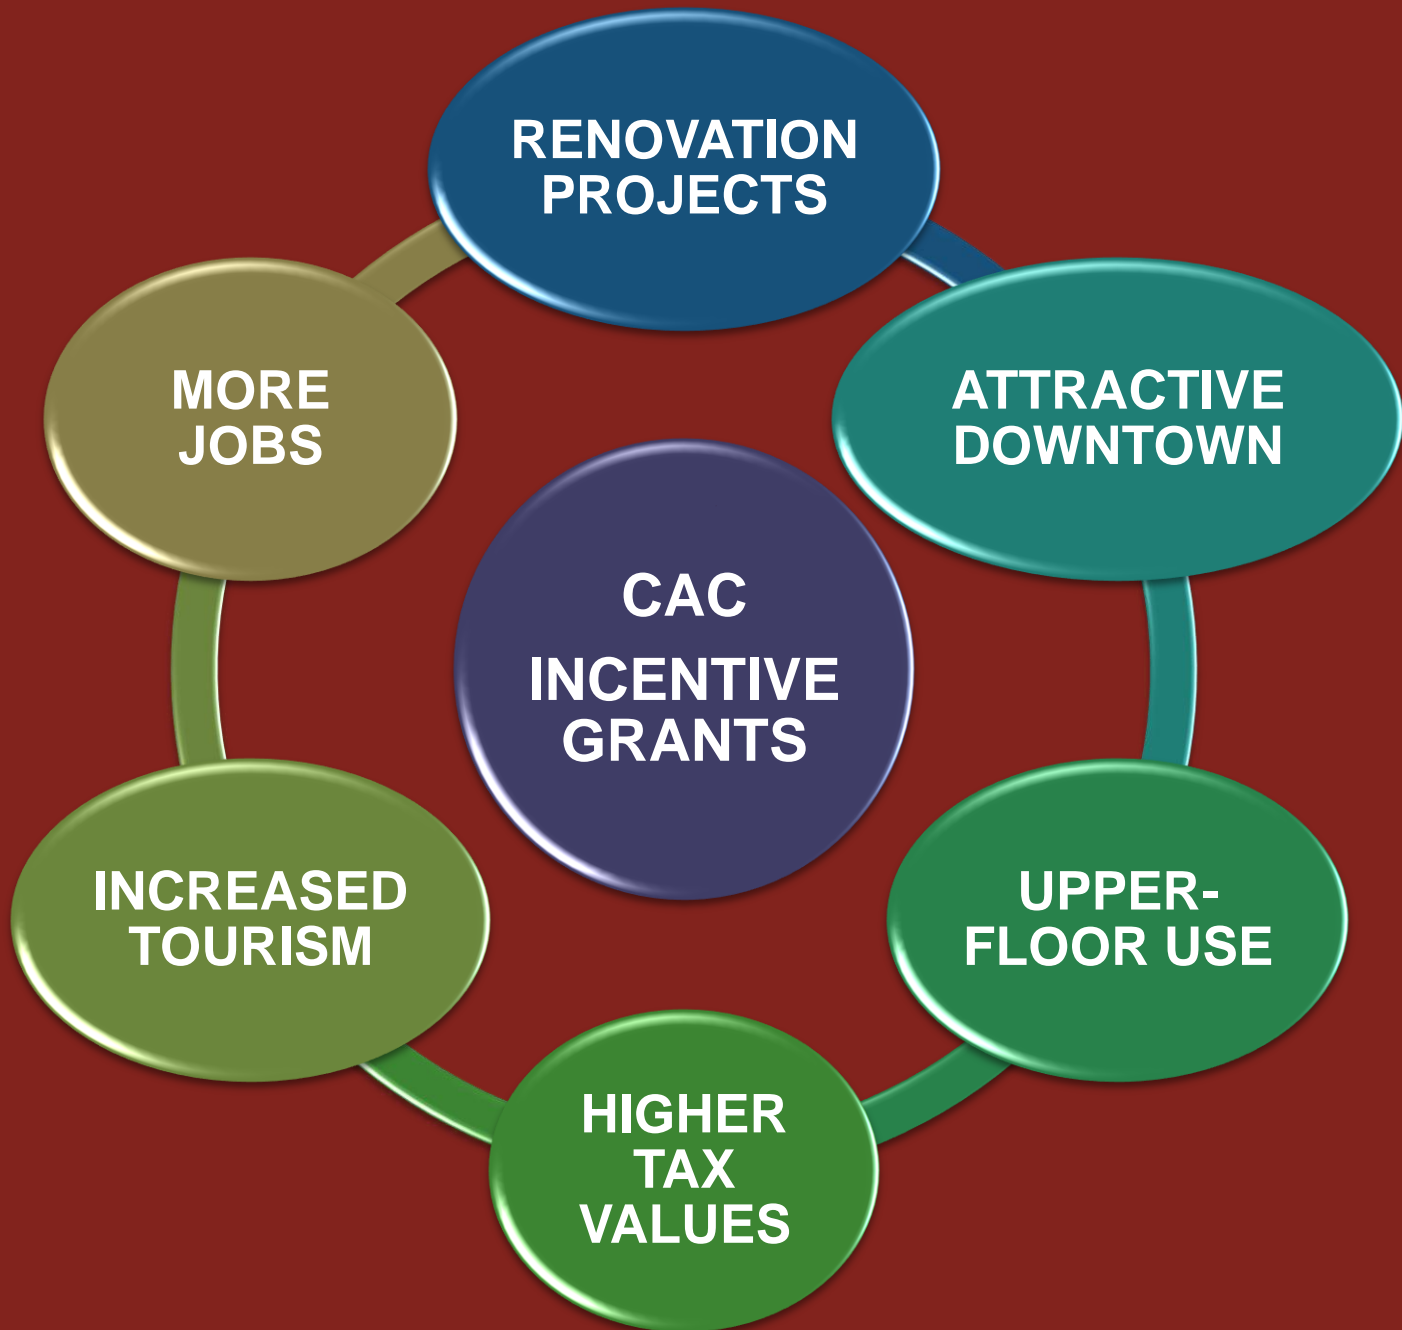 RENOVATION
PROJECTS
ATTRACTIVE
DOWNTOWN
UPPER-
FLOOR USE
HIGHER
TAX
VALUES
INCREASED
TOURISM
MORE
JOBS
CAC
INCENTIVE
GRANTS